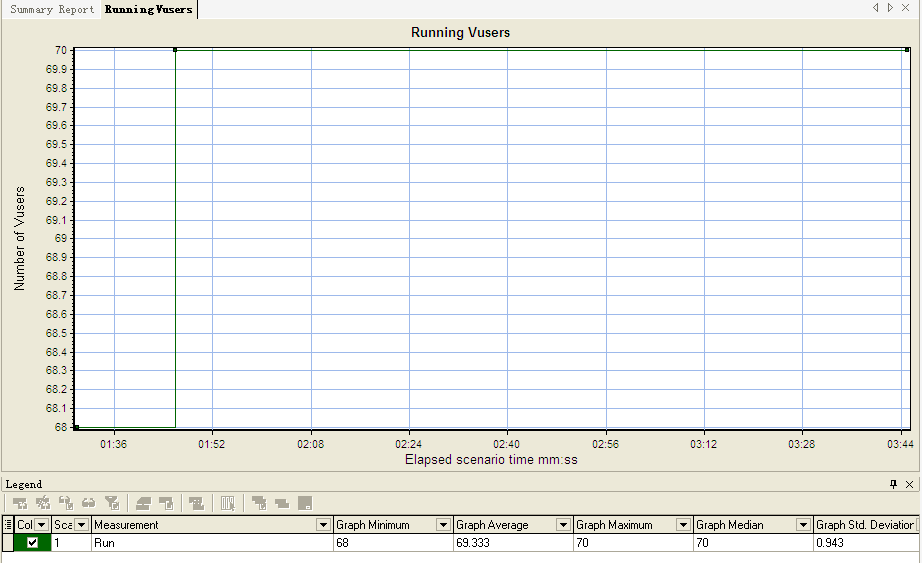 Summary Report Running Vusers
Running Vusers
Number of Vusers
70
69.9
69.8
69.7
69.6
69.5
69.4
69.3
69.2
69.1
69
68.9
68.8
68.7
68.6
68.5
68.4
68.3
68.2
68.1
68
01:36 01:52 02:08 02:24 02:40 02:56 03:12 03:28 03:44
Elapsed scenario time mm:ss
Legend
Col Sca Measurement Graph Minimum Graph Average Graph Maximum Graph Median Graph Std. Deviation
1 Run 68 69.333 70 70 0.943